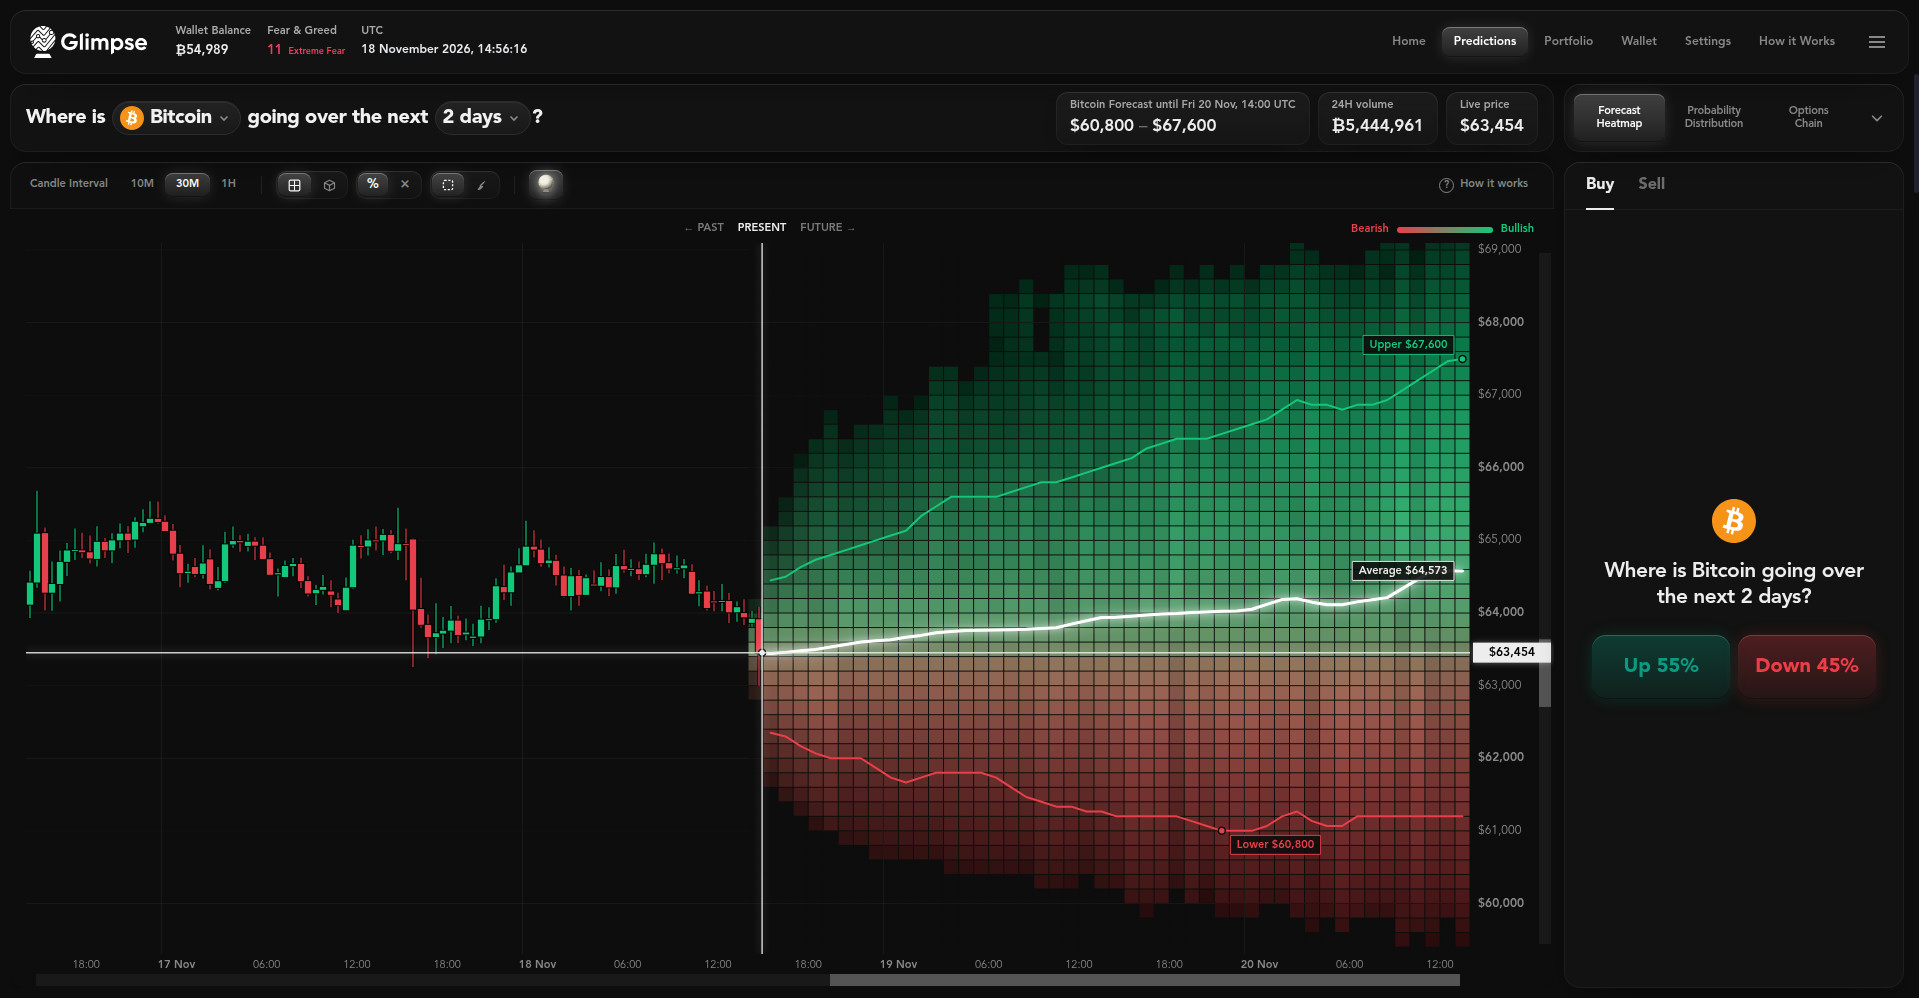 Glimpse
Wallet Balance
₿54,989
Fear & Greed
11 Extreme Fear
UTC
18 November 2026, 14:56:16
Home
Predictions
Portfolio
Wallet
Settings
How it Works
Where is Bitcoin going over the next 2 days ?
Bitcoin Forecast until Fri 20 Nov, 14:00 UTC
$60,800 – $67,600
24H volume
₿5,444,961
Live price
$63,454
Forecast
Heatmap
Probability
Distribution
Options
Chain
Candle Interval
10M
30M
1H
%
How it works
Buy
Sell
← PAST
PRESENT
FUTURE →
Bearish
Bullish
$69,000
$68,000
Upper $67,600
$67,000
$66,000
$65,000
Average $64,573
$64,000
$63,454
$63,000
$62,000
$61,000
Lower $60,800
$60,000
18:00
17 Nov
06:00
12:00
18:00
18 Nov
06:00
12:00
18:00
19 Nov
06:00
12:00
18:00
20 Nov
06:00
12:00
Where is Bitcoin going over
the next 2 days?
Up 55%
Down 45%